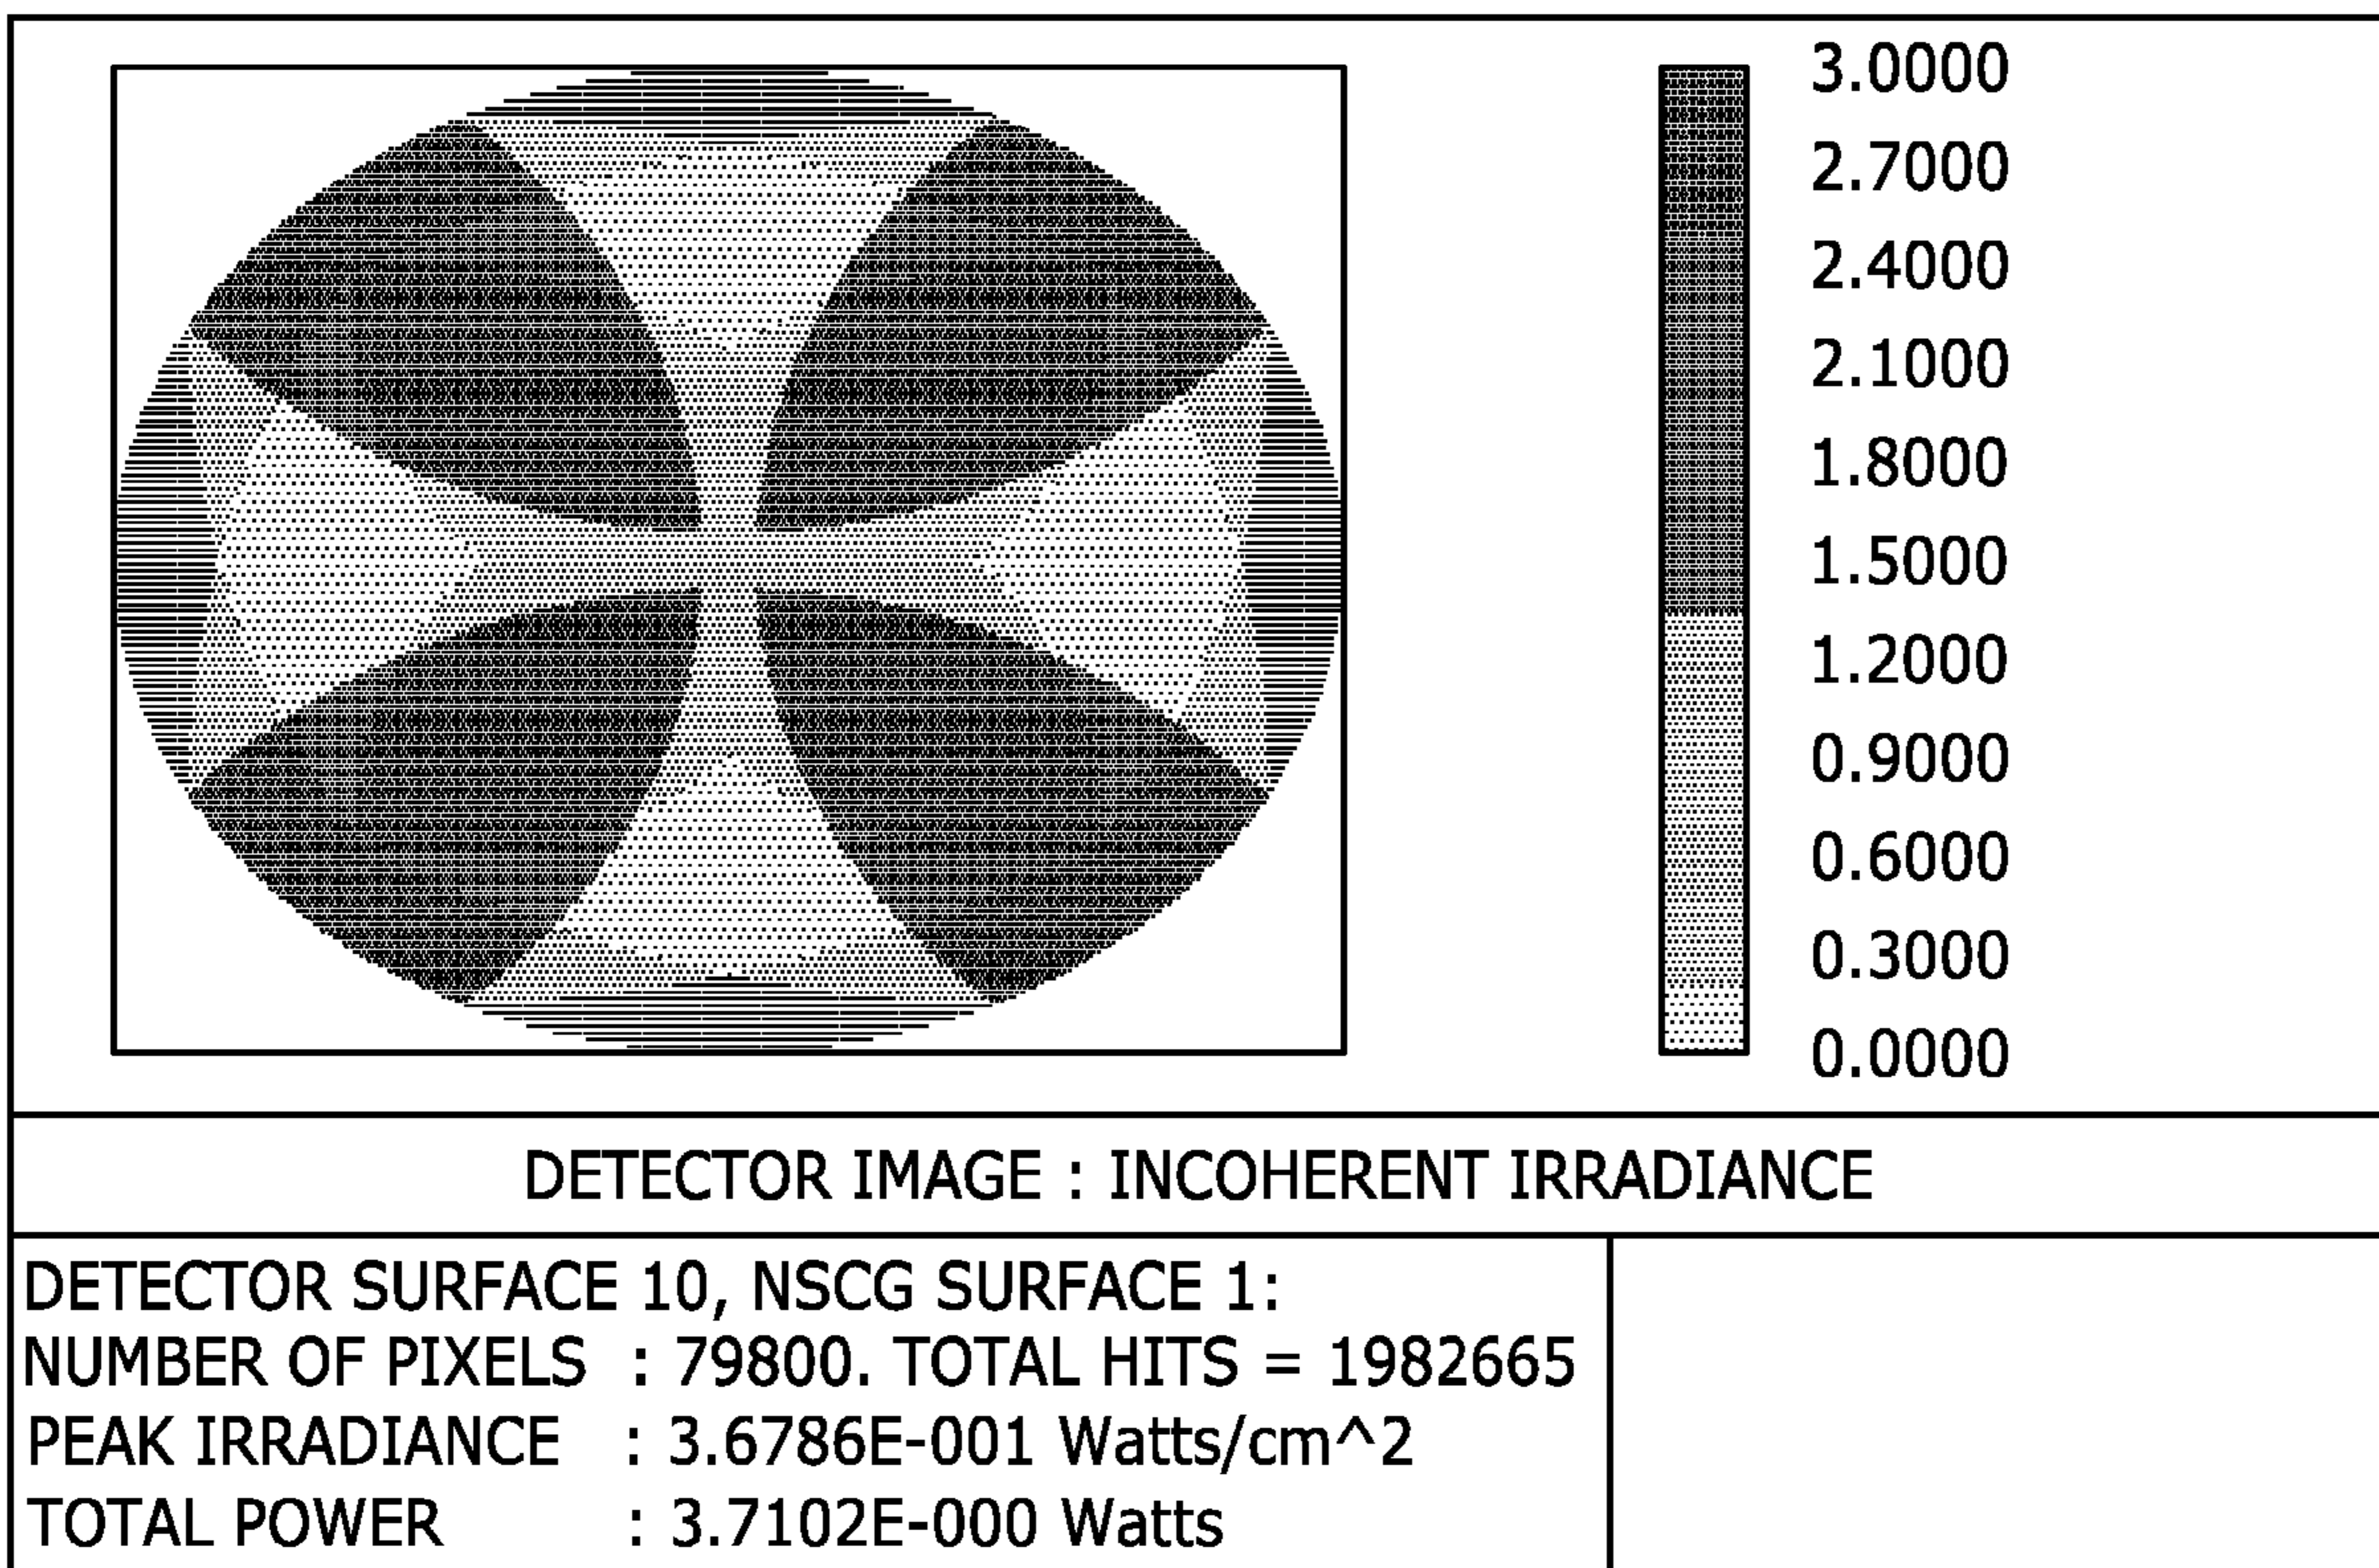 3.0000
2.7000
2.4000
2.1000
1.8000
1.5000
1.2000
0.9000
0.6000
0.3000
0.0000
DETECTOR IMAGE : INCOHERENT IRRADIANCE
DETECTOR SURFACE 10, NSCG SURFACE 1:
NUMBER OF PIXELS : 79800. TOTAL HITS = 1982665
PEAK IRRADIANCE : 3.6786E-001 Watts/cm^2
TOTAL POWER : 3.7102E-000 Watts